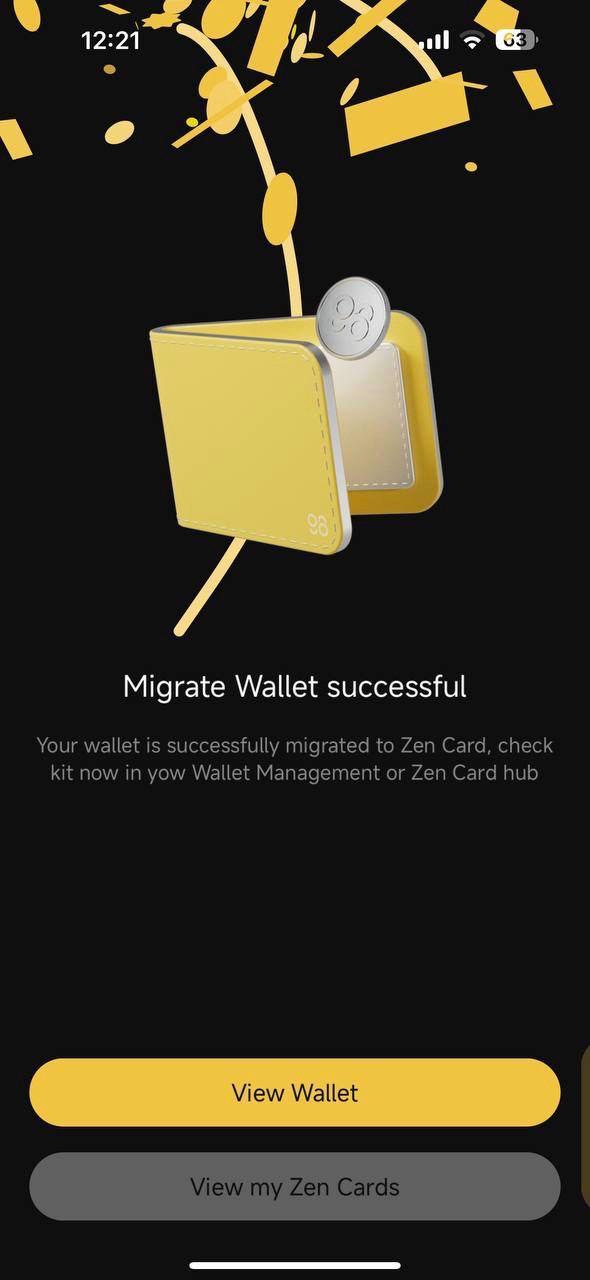 12:21
63
Migrate Wallet successful
Your wallet is successfully migrated to Zen Card, check
kit now in yow Wallet Management or Zen Card hub
View Wallet
View my Zen Cards